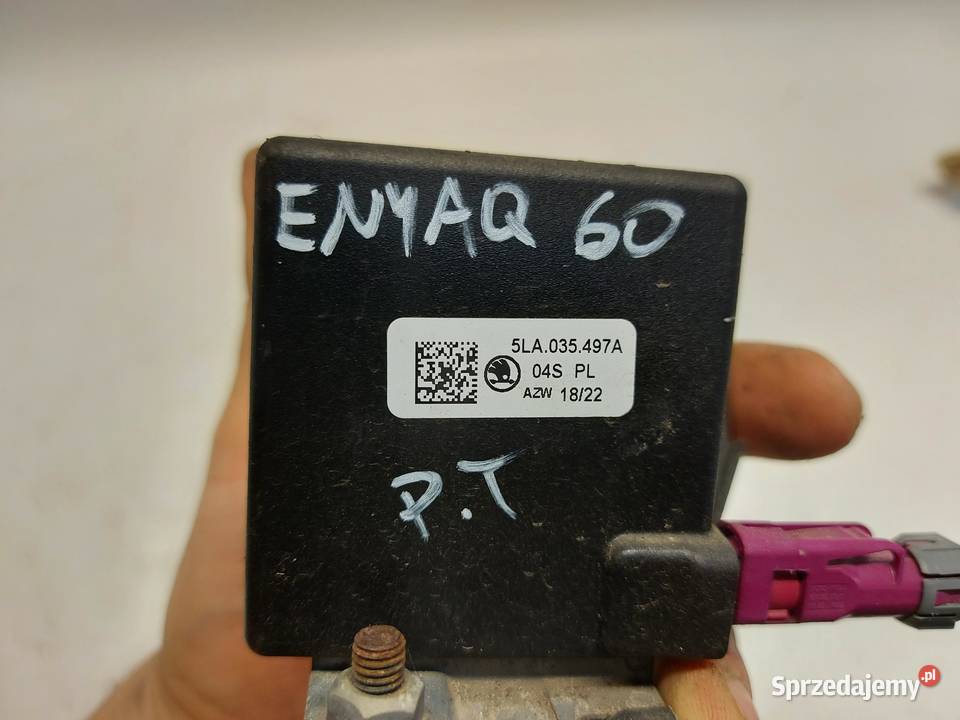 ENYAQ 60
5LA.035.497A
04S PL
AZW 18/22
P.T
Sprzedajemy.pl